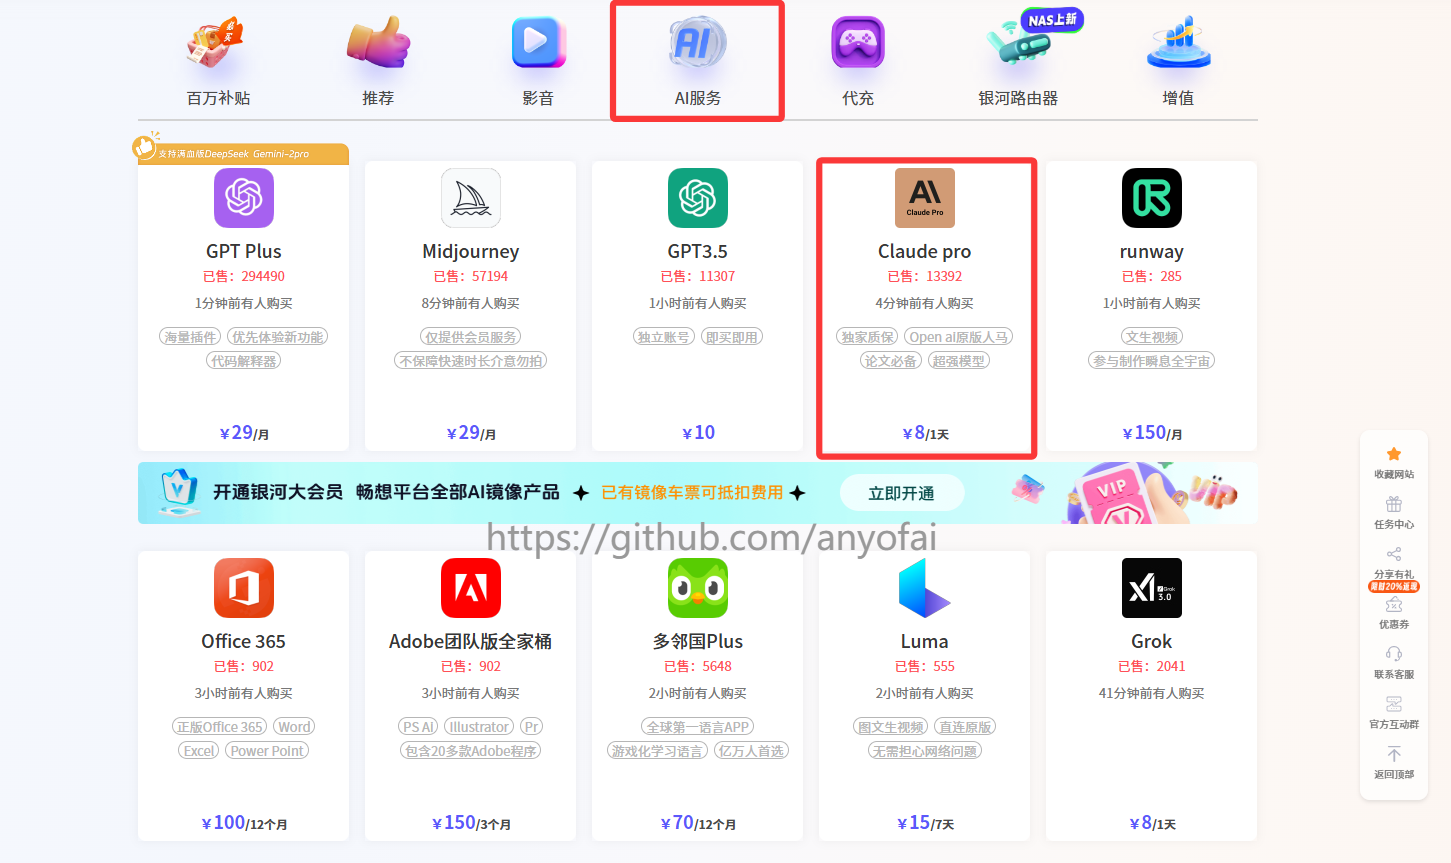 必买
NAS上新
百万补贴
推荐
影音
AI
AI服务
代充
银河路由器
增值
支持满血版DeepSeek Gemini-2pro
GPT Plus
已售：294490
1分钟前有人购买
海量插件 优先体验新功能
代码解释器
￥29/月
Midjourney
已售：57194
8分钟前有人购买
仅提供会员服务
不保障快速时长介意勿拍
￥29/月
GPT3.5
已售：11307
1小时前有人购买
独立账号 即买即用
￥10
AI
Claude Pro
Claude pro
已售：13392
4分钟前有人购买
独家质保 Open ai原版人马
论文必备 超强模型
￥8/1天
runway
已售：285
1小时前有人购买
文生视频
参与制作瞬息全宇宙
￥150/月
开通银河大会员 畅想平台全部AI镜像产品 已有镜像车票可抵扣费用 立即开通
VIP
VIP
https://github.com/anyofai
Office 365
已售：902
3小时前有人购买
正版Office 365 Word
Excel Power Point
￥100/12个月
Adobe团队版全家桶
已售：902
3小时前有人购买
PS AI Illustrator Pr
包含20多款Adobe程序
￥150/3个月
多邻国Plus
已售：5648
2小时前有人购买
全球第一语言APP
游戏化学习语言 亿万人首选
￥70/12个月
Luma
已售：555
2小时前有人购买
图文生视频 直连原版
无需担心网络问题
￥15/7天
xI Grok
3.0
Grok
已售：2041
41分钟前有人购买
￥8/1天
收藏网站
任务中心
分享有礼
限时20%返现
优惠券
联系客服
官方互动群
返回顶部